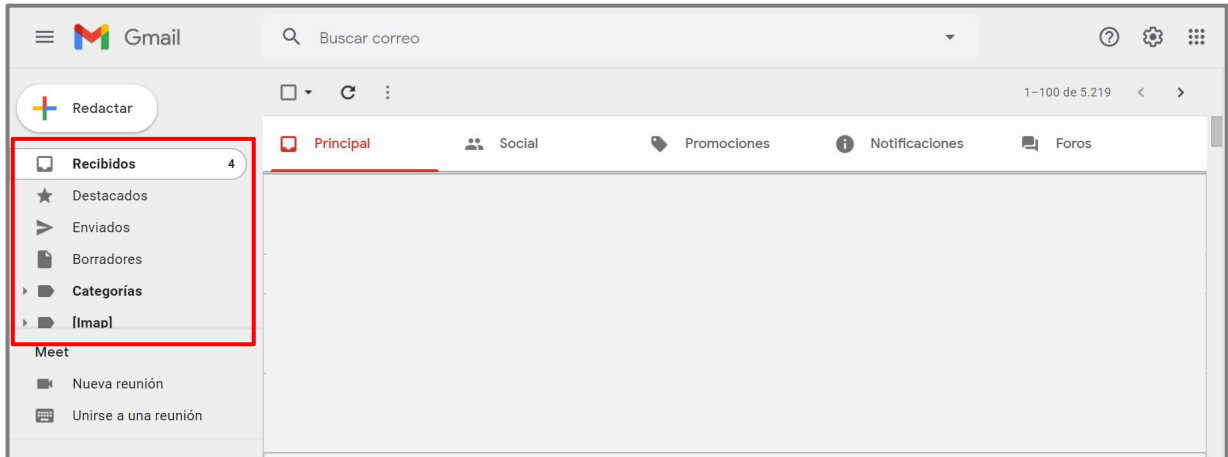 Gmail
Buscar correo
Redactar
1–100 de 5.219
Principal
Social
Promociones
Notificaciones
Foros
Recibidos 4
Destacados
Enviados
Borradores
Categorías
[Imap]
Meet
Nueva reunión
Unirse a una reunión